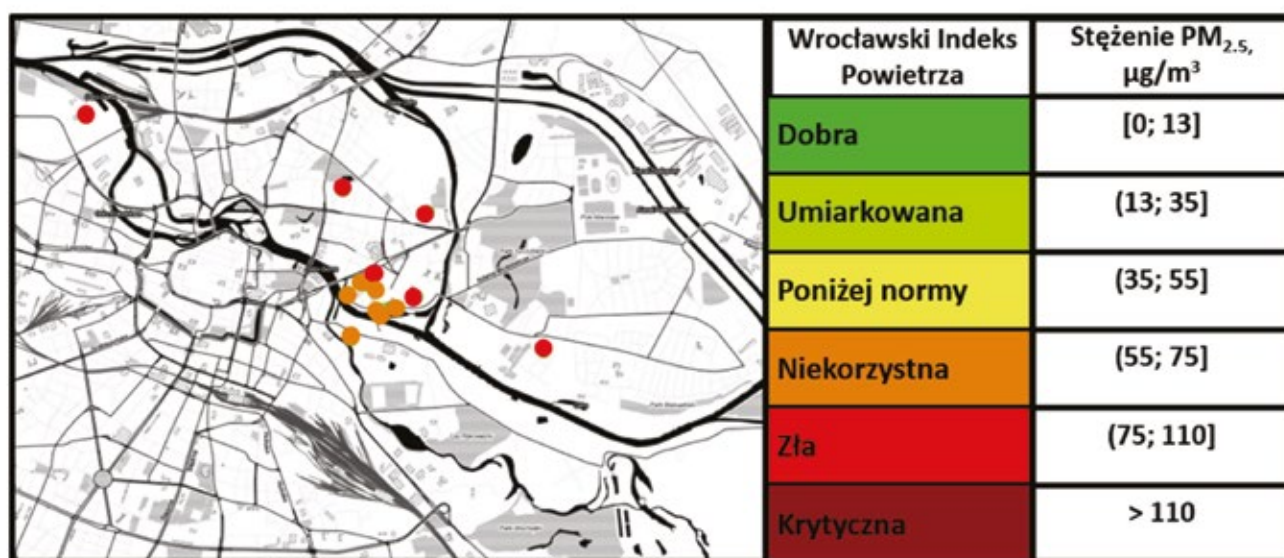 Wrocławski Indeks
Powietrza
Stężenie PM2.5,
µg/m³
Dobra
[0; 13]
Umiarkowana
(13; 35]
Poniżej normy
(35; 55]
Niekorzystna
(55; 75]
Zła
(75; 110]
Krytyczna
> 110